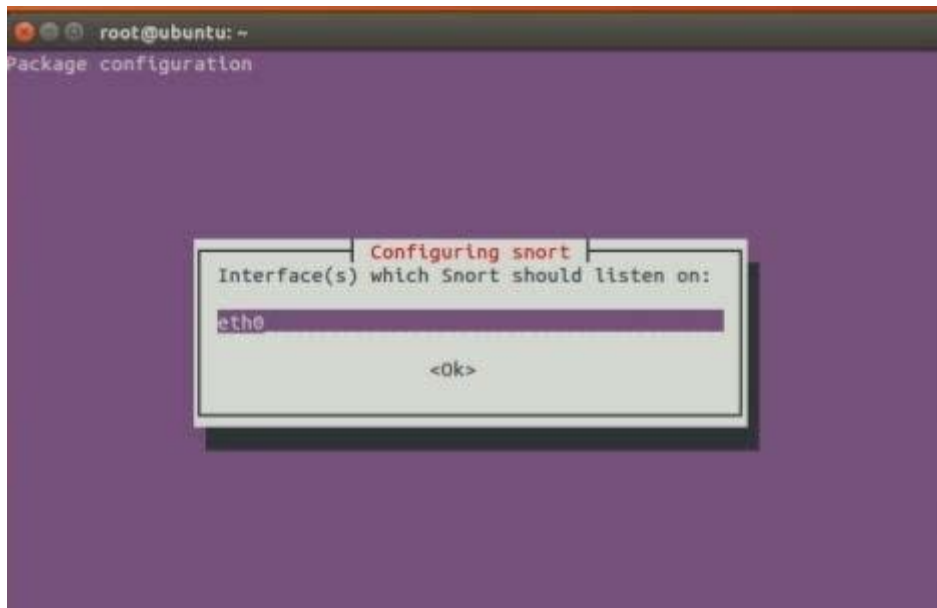 root@ubuntu: ~
Package configuration
Configuring snort
Interface(s) which Snort should listen on:
eth0
<Ok>